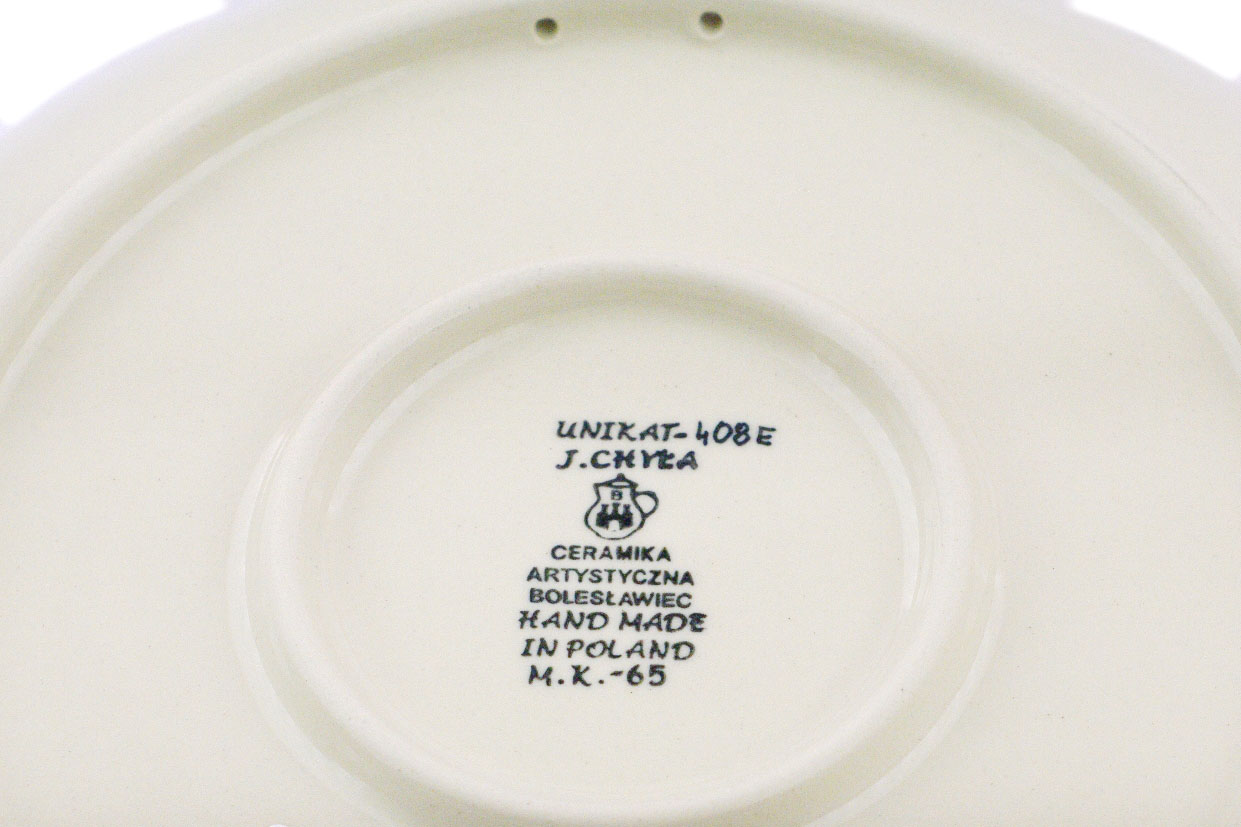 UNIKAT-408E
J.CHYŁA
B
CERAMIKA
ARTYSTYCZNA
BOLESŁAWIEC
HAND MADE
IN POLAND
M.K.-65